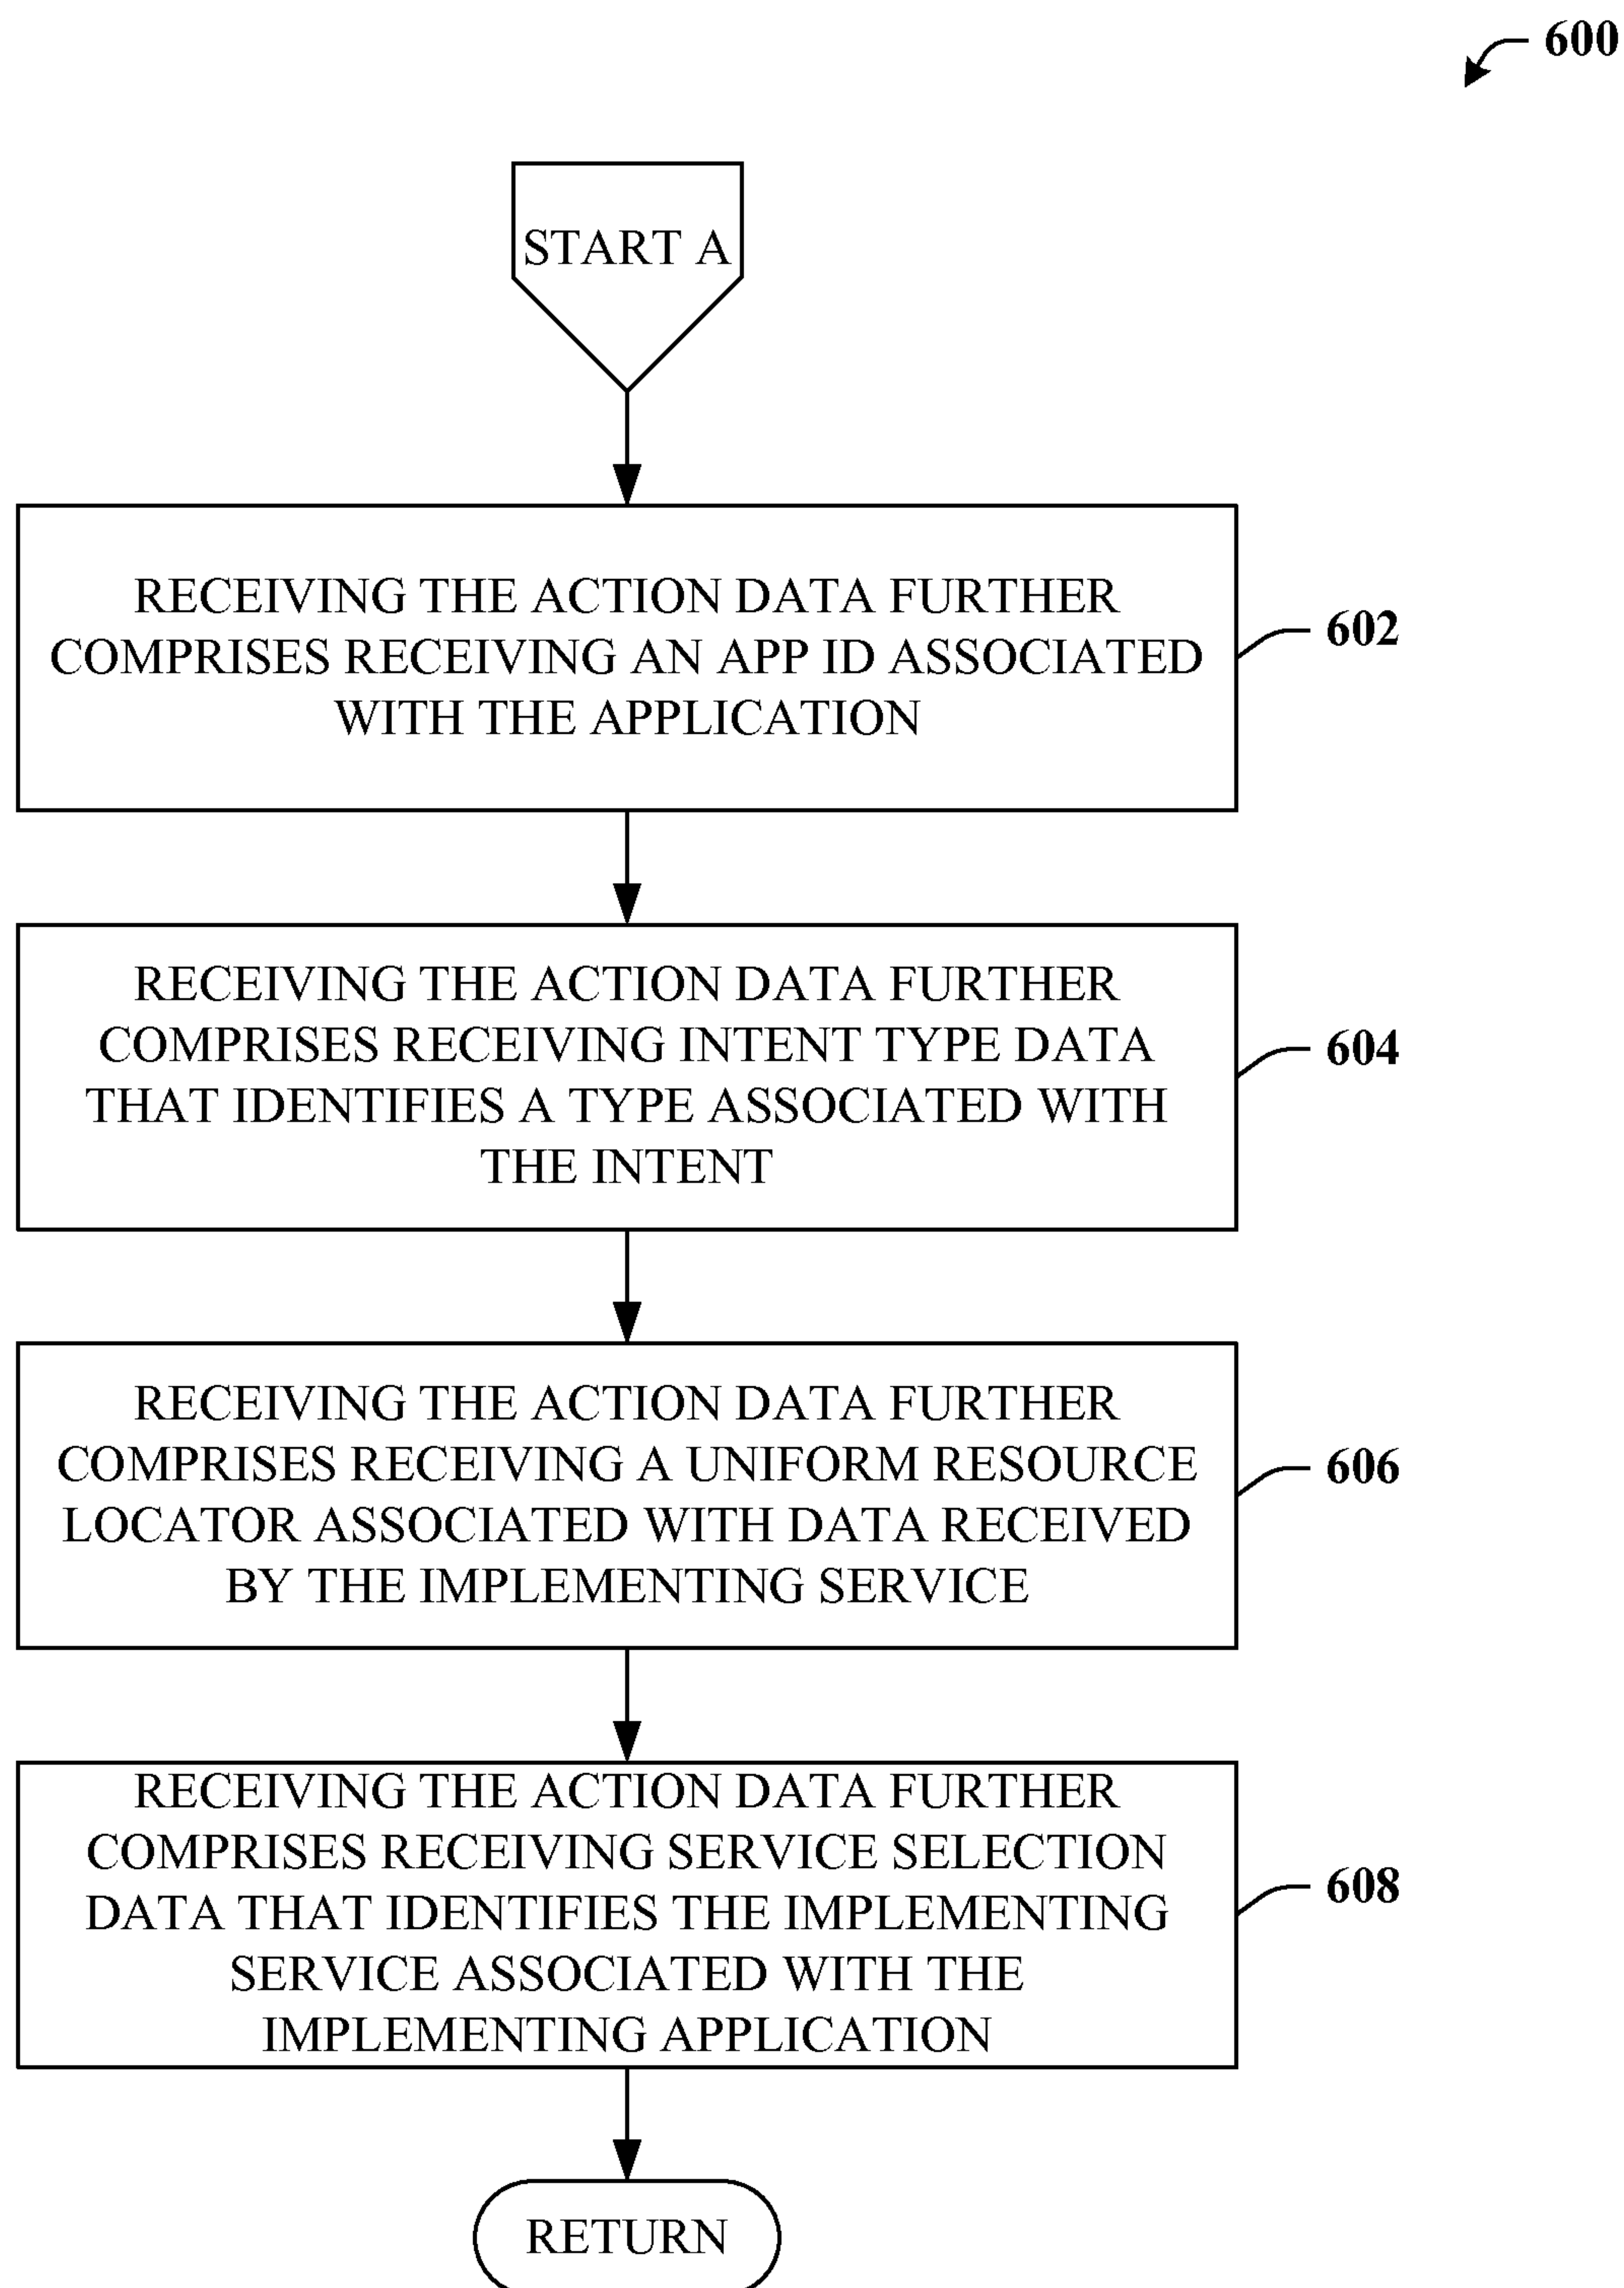 600
START A
RECEIVING THE ACTION DATA FURTHER
COMPRISES RECEIVING AN APP ID ASSOCIATED
WITH THE APPLICATION
602
RECEIVING THE ACTION DATA FURTHER
COMPRISES RECEIVING INTENT TYPE DATA
THAT IDENTIFIES A TYPE ASSOCIATED WITH
THE INTENT
604
RECEIVING THE ACTION DATA FURTHER
COMPRISES RECEIVING A UNIFORM RESOURCE
LOCATOR ASSOCIATED WITH DATA RECEIVED
BY THE IMPLEMENTING SERVICE
606
RECEIVING THE ACTION DATA FURTHER
COMPRISES RECEIVING SERVICE SELECTION
DATA THAT IDENTIFIES THE IMPLEMENTING
SERVICE ASSOCIATED WITH THE
IMPLEMENTING APPLICATION
608
RETURN